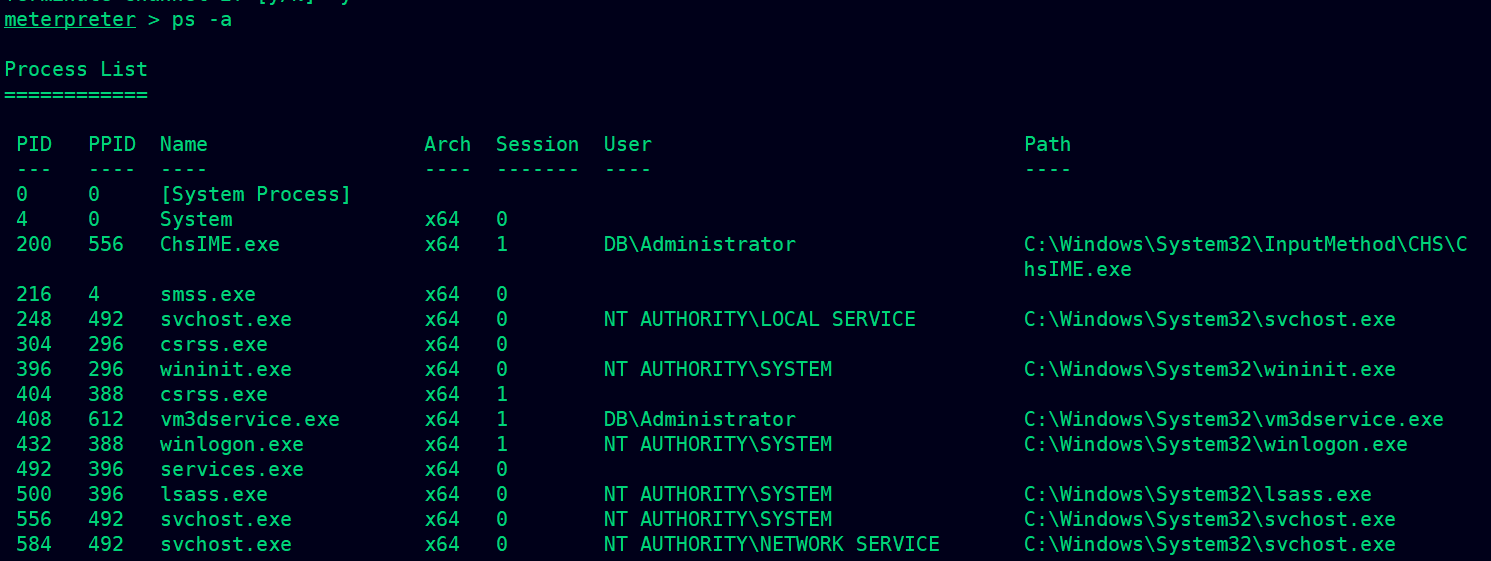 meterpreter > ps -a
Process List
============
PID PPID Name Arch Session User Path
--- ---- ---- ---- ------- ---- ----
0 0 [System Process]
4 0 System x64 0
200 556 ChsIME.exe x64 1 DB\Administrator C:\Windows\System32\InputMethod\CHS\C
hsIME.exe
216 4 smss.exe x64 0
248 492 svchost.exe x64 0 NT AUTHORITY\LOCAL SERVICE C:\Windows\System32\svchost.exe
304 296 csrss.exe x64 0
396 296 wininit.exe x64 0 NT AUTHORITY\SYSTEM C:\Windows\System32\wininit.exe
404 388 csrss.exe x64 1
408 612 vm3dservice.exe x64 1 DB\Administrator C:\Windows\System32\vm3dservice.exe
432 388 winlogon.exe x64 1 NT AUTHORITY\SYSTEM C:\Windows\System32\winlogon.exe
492 396 services.exe x64 0
500 396 lsass.exe x64 0 NT AUTHORITY\SYSTEM C:\Windows\System32\lsass.exe
556 492 svchost.exe x64 0 NT AUTHORITY\SYSTEM C:\Windows\System32\svchost.exe
584 492 svchost.exe x64 0 NT AUTHORITY\NETWORK SERVICE C:\Windows\System32\svchost.exe